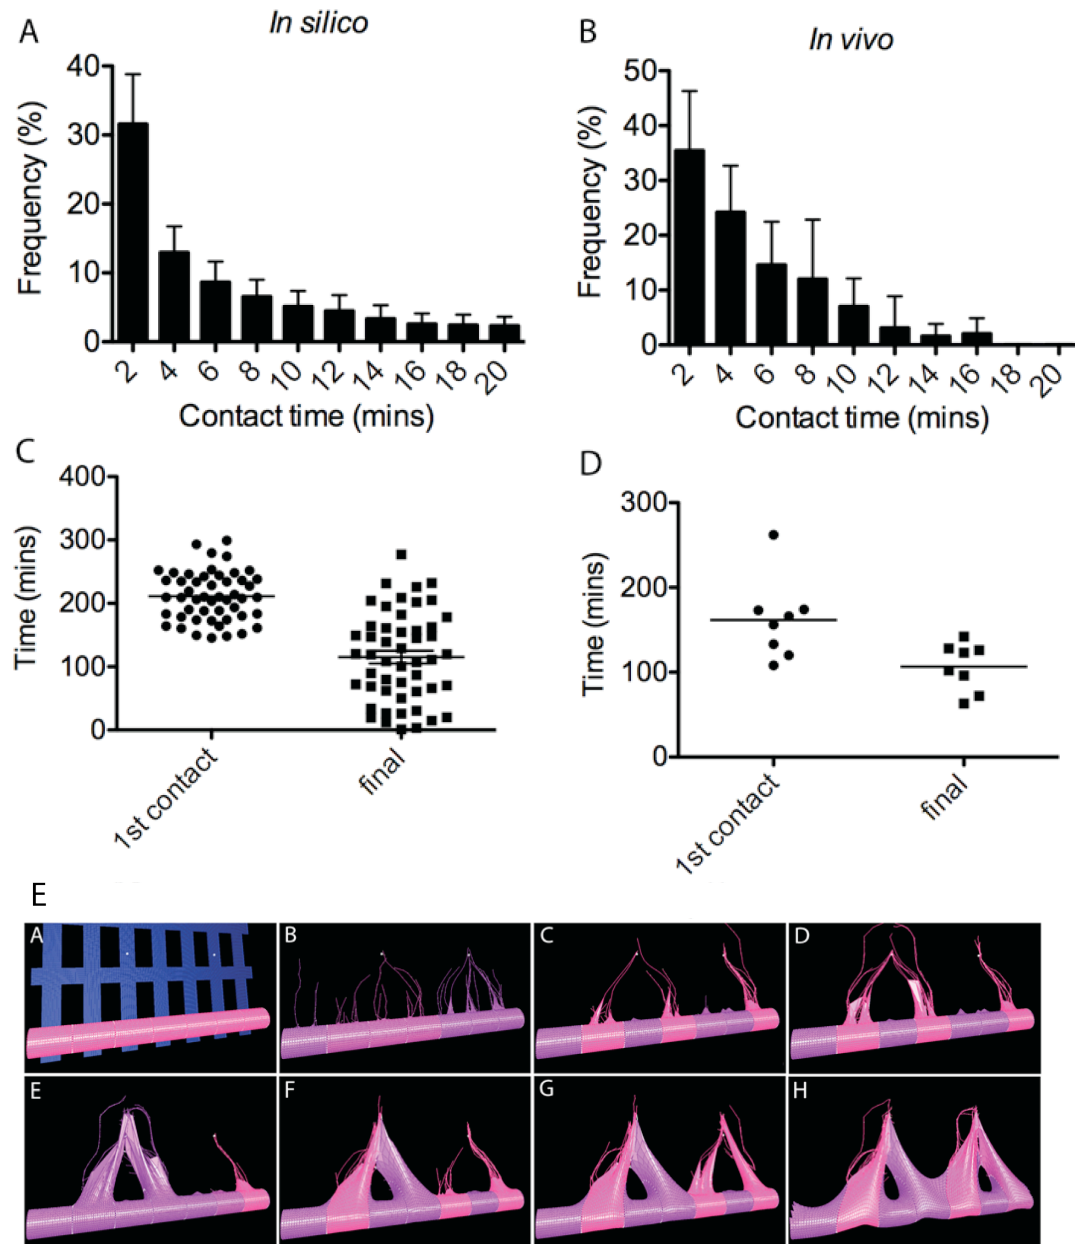 A
In silico
Frequency (%)
40
30
20
10
0
2 4 6 8 10 12 14 16 18 20
Contact time (mins)
B
In vivo
Frequency (%)
50
40
30
20
10
0
2 4 6 8 10 12 14 16 18 20
Contact time (mins)
C
Time (mins)
400
300
200
100
0
1st contact final
D
Time (mins)
300
200
100
0
1st contact final
E
A B C D
E F G H